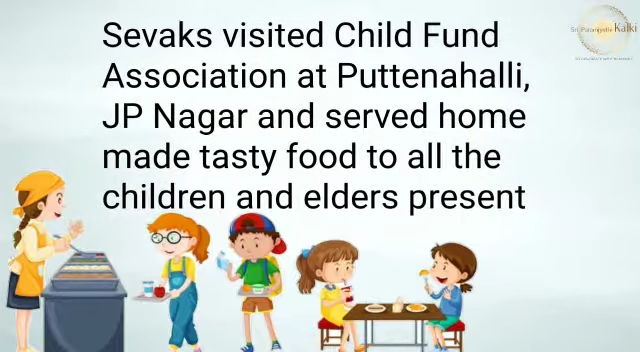 Sevaks visited Child Fund
Association at Puttenahalli,
JP Nagar and served home
made tasty food to all the
children and elders present
Sri Kalki